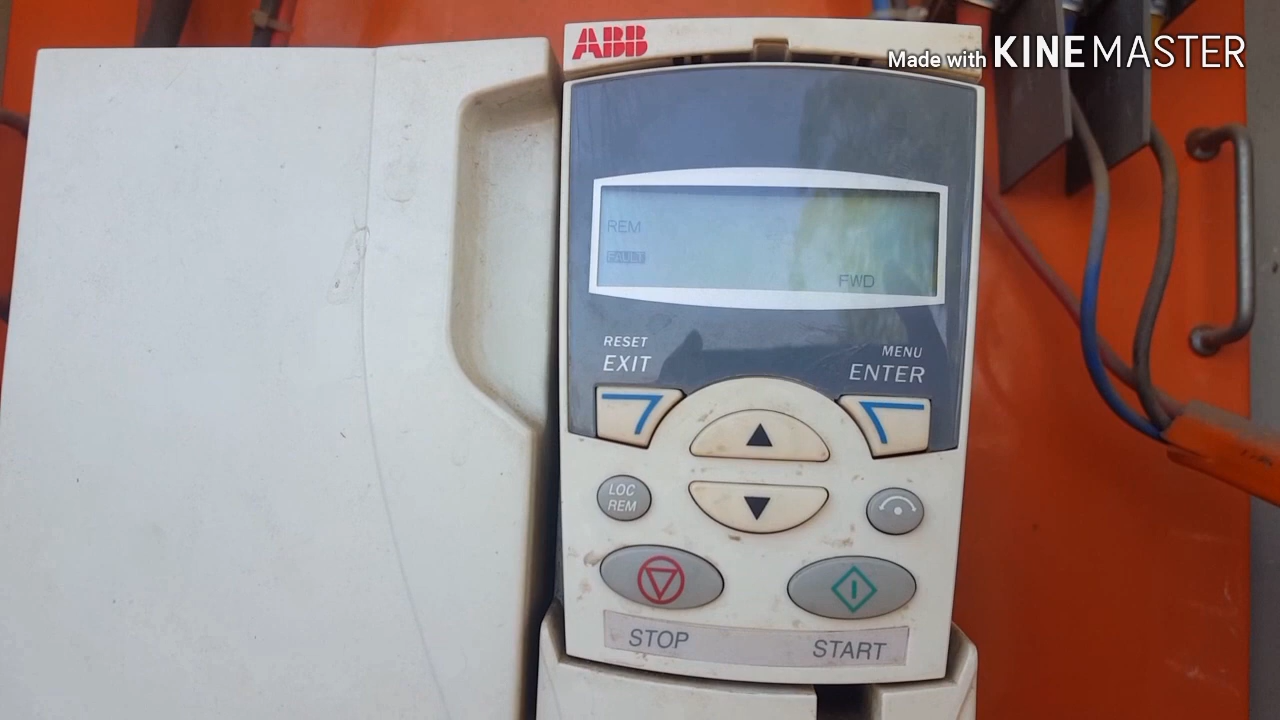 ABB
Made with KINEMASTER
REM
FAULT
FWD
RESET
EXIT
MENU
ENTER
LOC
REM
STOP
START